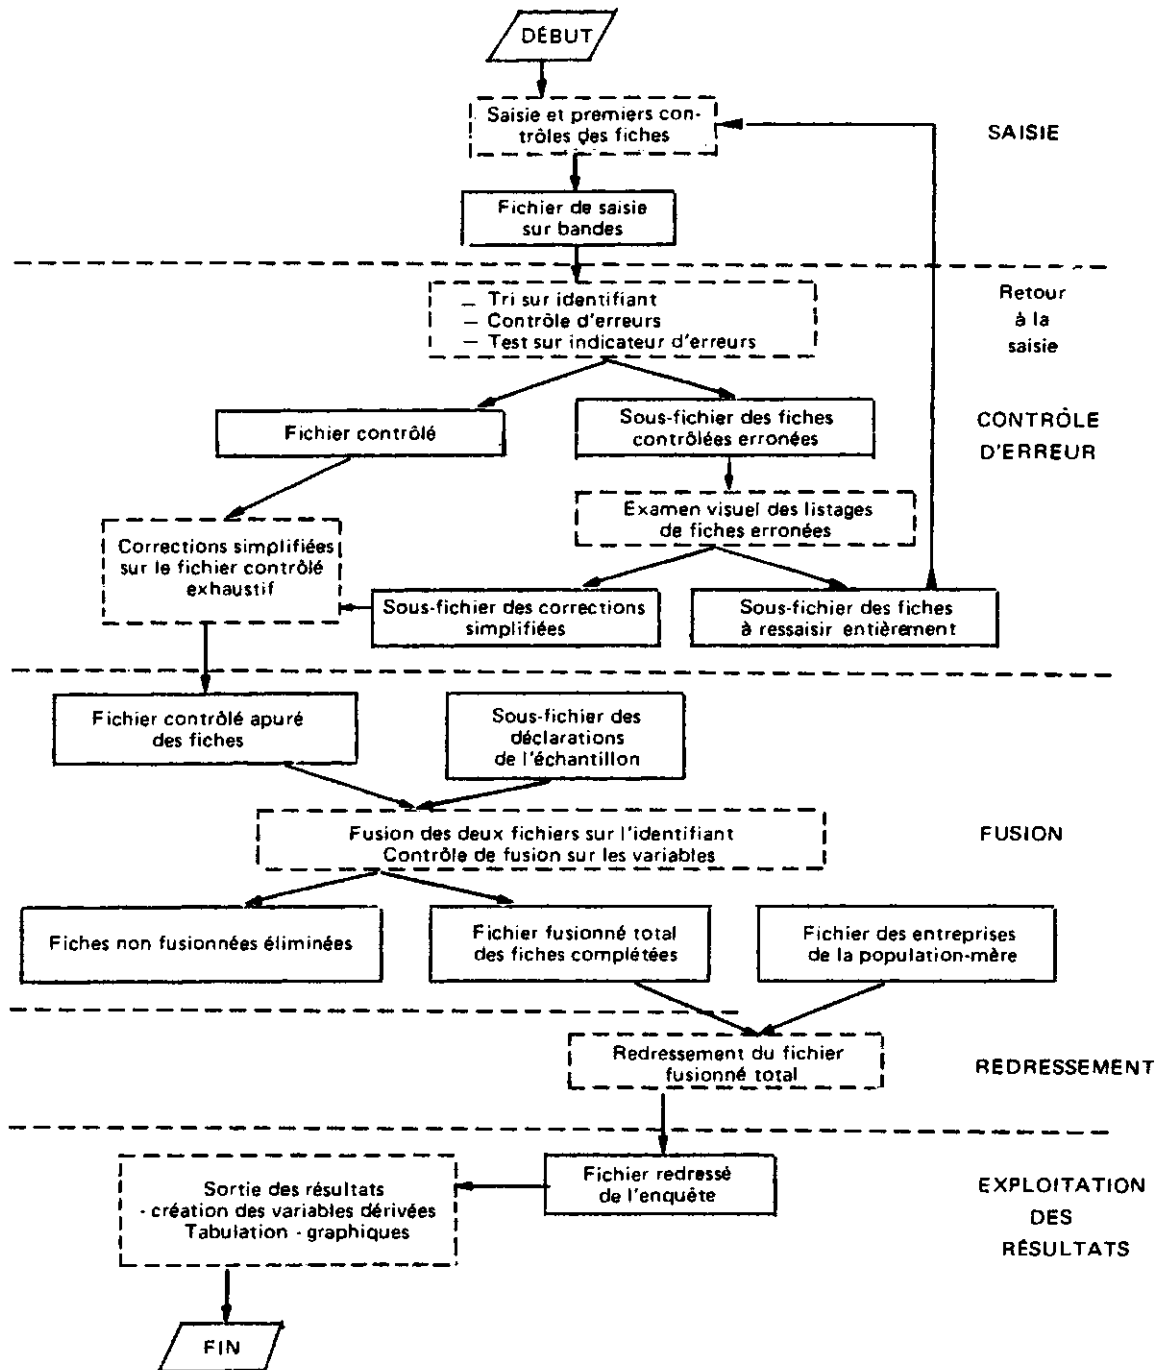 DÉBUT
Saisie et premiers con-
trôles des fiches
SAISIE
Fichier de saisie
sur bandes
— Tri sur identifiant
— Contrôle d'erreurs
— Test sur indicateur d'erreurs
Retour
à la
saisie
Fichier contrôlé
Sous-fichier des fiches
contrôlées erronées
CONTRÔLE
D'ERREUR
Examen visuel des listages
de fiches erronées
Corrections simplifiées
sur le fichier contrôlé
exhaustif
Sous-fichier des corrections
simplifiées
Sous-fichier des fiches
à ressaisir entièrement
Fichier contrôlé apuré
des fiches
Sous-fichier des
déclarations
de l'échantillon
Fusion des deux fichiers sur l'identifiant
Contrôle de fusion sur les variables
FUSION
Fiches non fusionnées éliminées
Fichier fusionné total
des fiches complétées
Fichier des entreprises
de la population-mère
Redressement du fichier
fusionné total
REDRESSEMENT
Fichier redressé
de l'enquête
Sortie des résultats
- création des variables dérivées
Tabulation - graphiques
EXPLOITATION
DES
RÉSULTATS
FIN